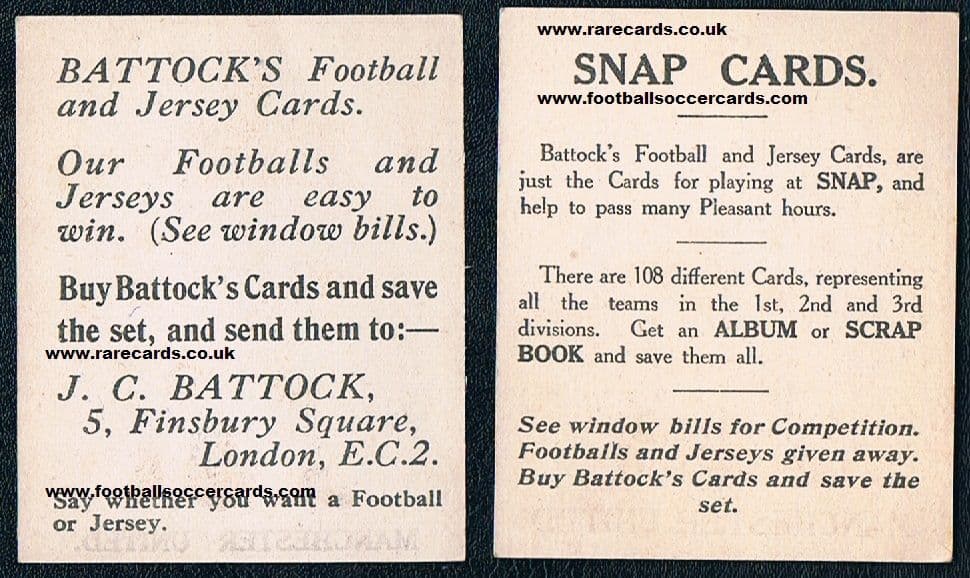 BATTOCK'S Football
and Jersey Cards.
Our Footballs and
Jerseys are easy to
win. (See window bills.)
Buy Battock's Cards and save
the set, and send them to:—
www.rarecards.co.uk
J. C. BATTOCK,
5, Finsbury Square,
London, E.C.2.
www.footballsoccercards.com
Say whether you want a Football
or Jersey.
MANCHESTER UNITED.
www.rarecards.co.uk
SNAP CARDS.
www.footballsoccercards.com
Battock's Football and Jersey Cards, are
just the Cards for playing at SNAP, and
help to pass many Pleasant hours.
There are 108 different Cards, representing
all the teams in the 1st, 2nd and 3rd
divisions. Get an ALBUM or SCRAP
BOOK and save them all.
See window bills for Competition.
Footballs and Jerseys given away.
Buy Battock's Cards and save the
set.